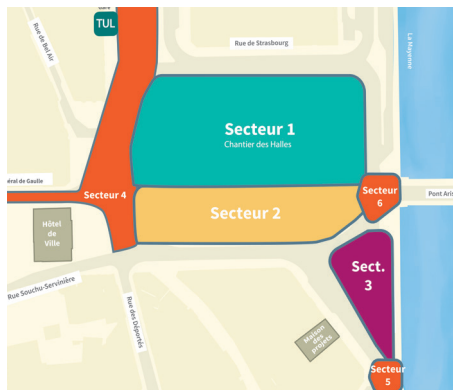 TUL
Rue de Bel Air
Rue de Strasbourg
La Mayenne
Secteur 1
Chantier des Halles
éral de Gaulle
Secteur 4
Secteur
6
Pont Aris
Secteur 2
Hôtel
de
Ville
Sect.
3
Rue Souchu-Servinière
Rue des Déportés
Maison
des
projets
Secteur
5